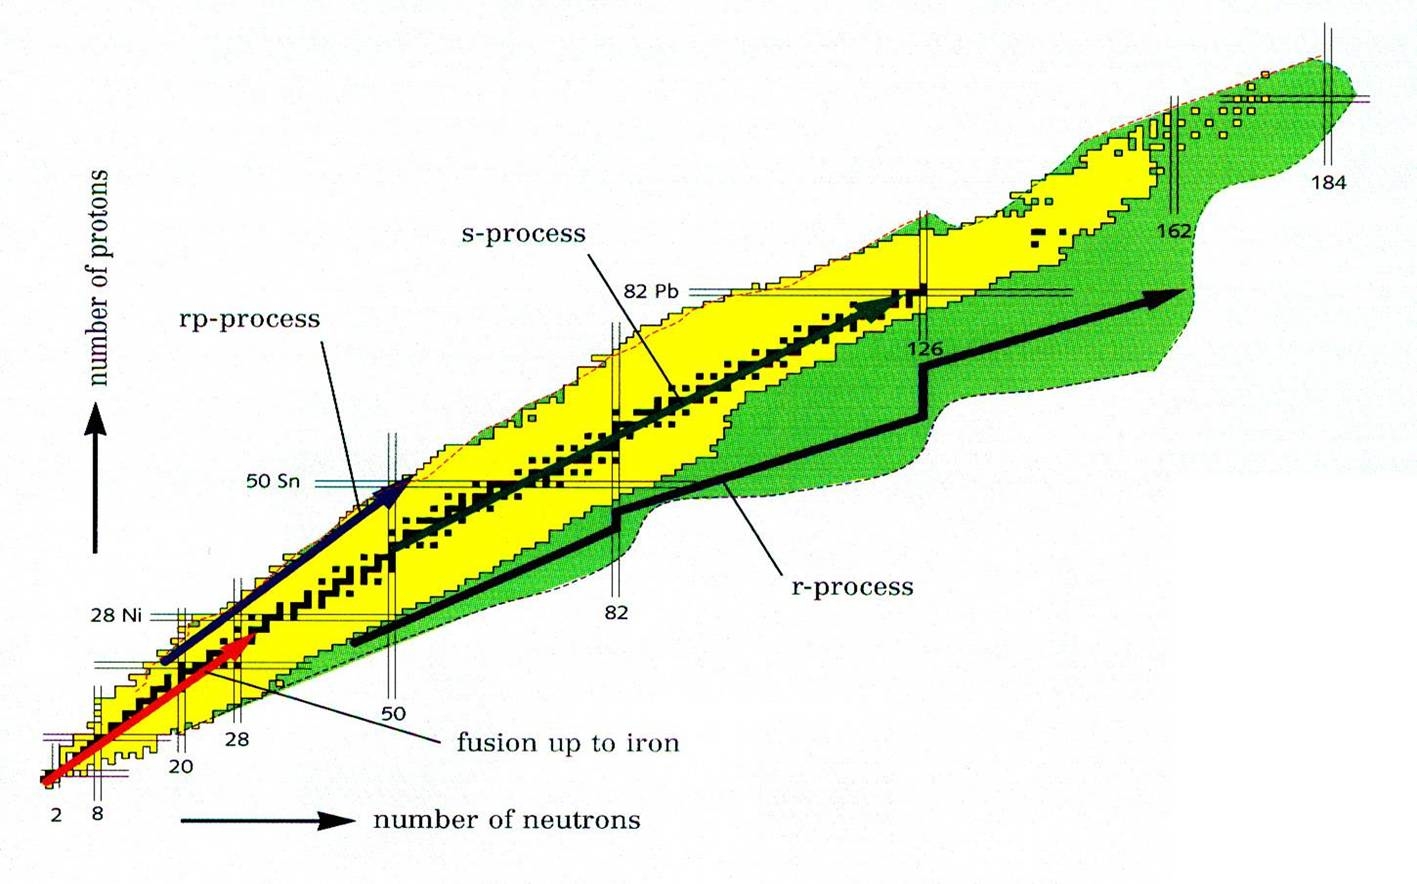 184
162
s-process
number of protons
82 Pb
rp-process
126
50 Sn
r-process
82
28 Ni
50
28
fusion up to iron
20
2
8
number of neutrons